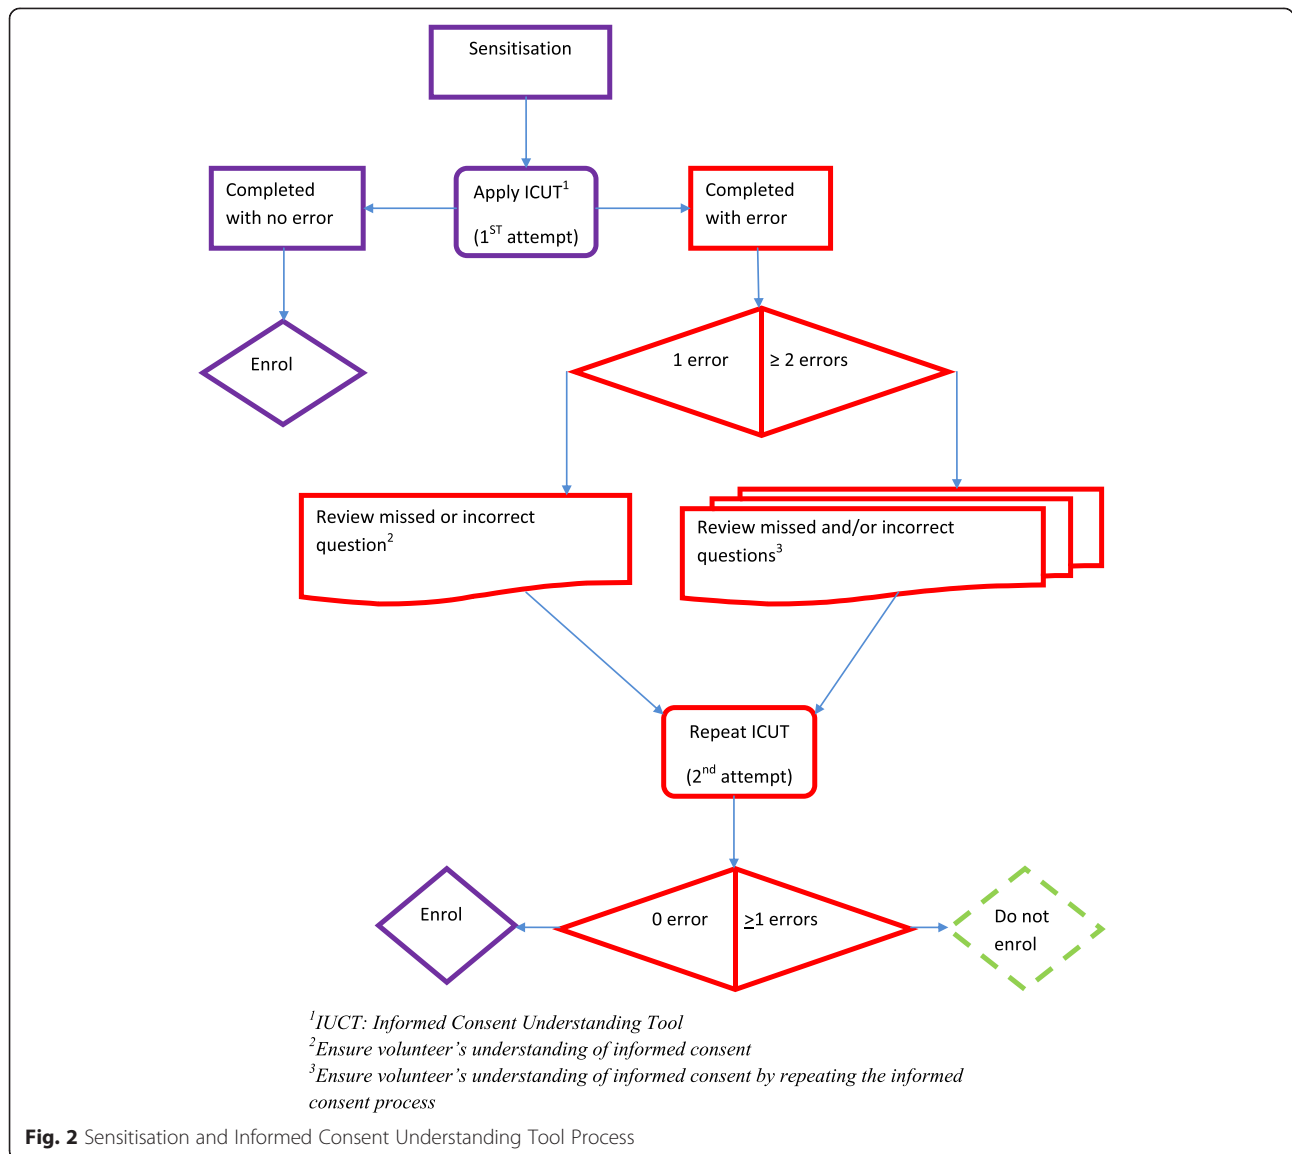 Sensitisation
Completed
with no error
Apply ICUT1
(1ST attempt)
Completed
with error
Enrol
1 error
≥ 2 errors
Review missed or incorrect
question2
Review missed and/or incorrect
questions3
Repeat ICUT
(2nd attempt)
Enrol
0 error
≥1 errors
Do not
enrol
1IUCT: Informed Consent Understanding Tool
2Ensure volunteer’s understanding of informed consent
3Ensure volunteer’s understanding of informed consent by repeating the informed
consent process
Fig. 2 Sensitisation and Informed Consent Understanding Tool Process